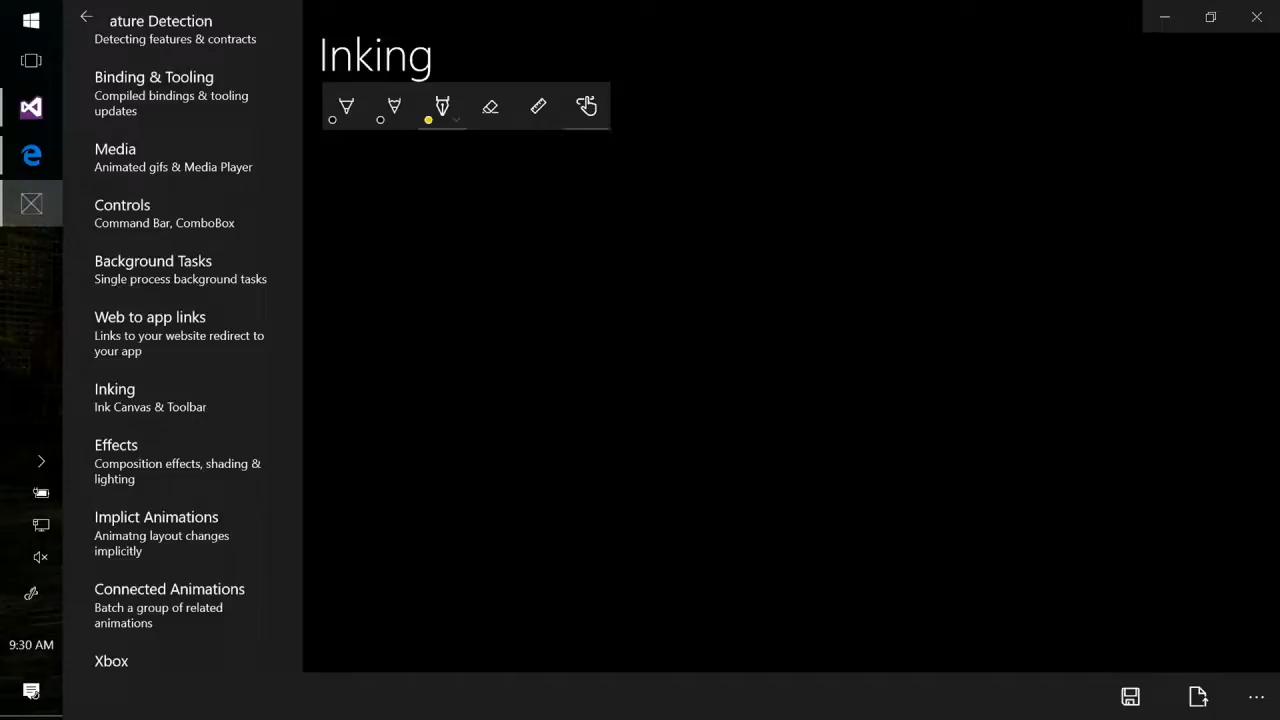 ature Detection
Detecting features & contracts
Binding & Tooling
Compiled bindings & tooling
updates
Media
Animated gifs & Media Player
Controls
Command Bar, ComboBox
Background Tasks
Single process background tasks
Web to app links
Links to your website redirect to
your app
Inking
Ink Canvas & Toolbar
Effects
Composition effects, shading &
lighting
Implict Animations
Animatng layout changes
implicitly
Connected Animations
Batch a group of related
animations
Xbox
9:30 AM
Inking